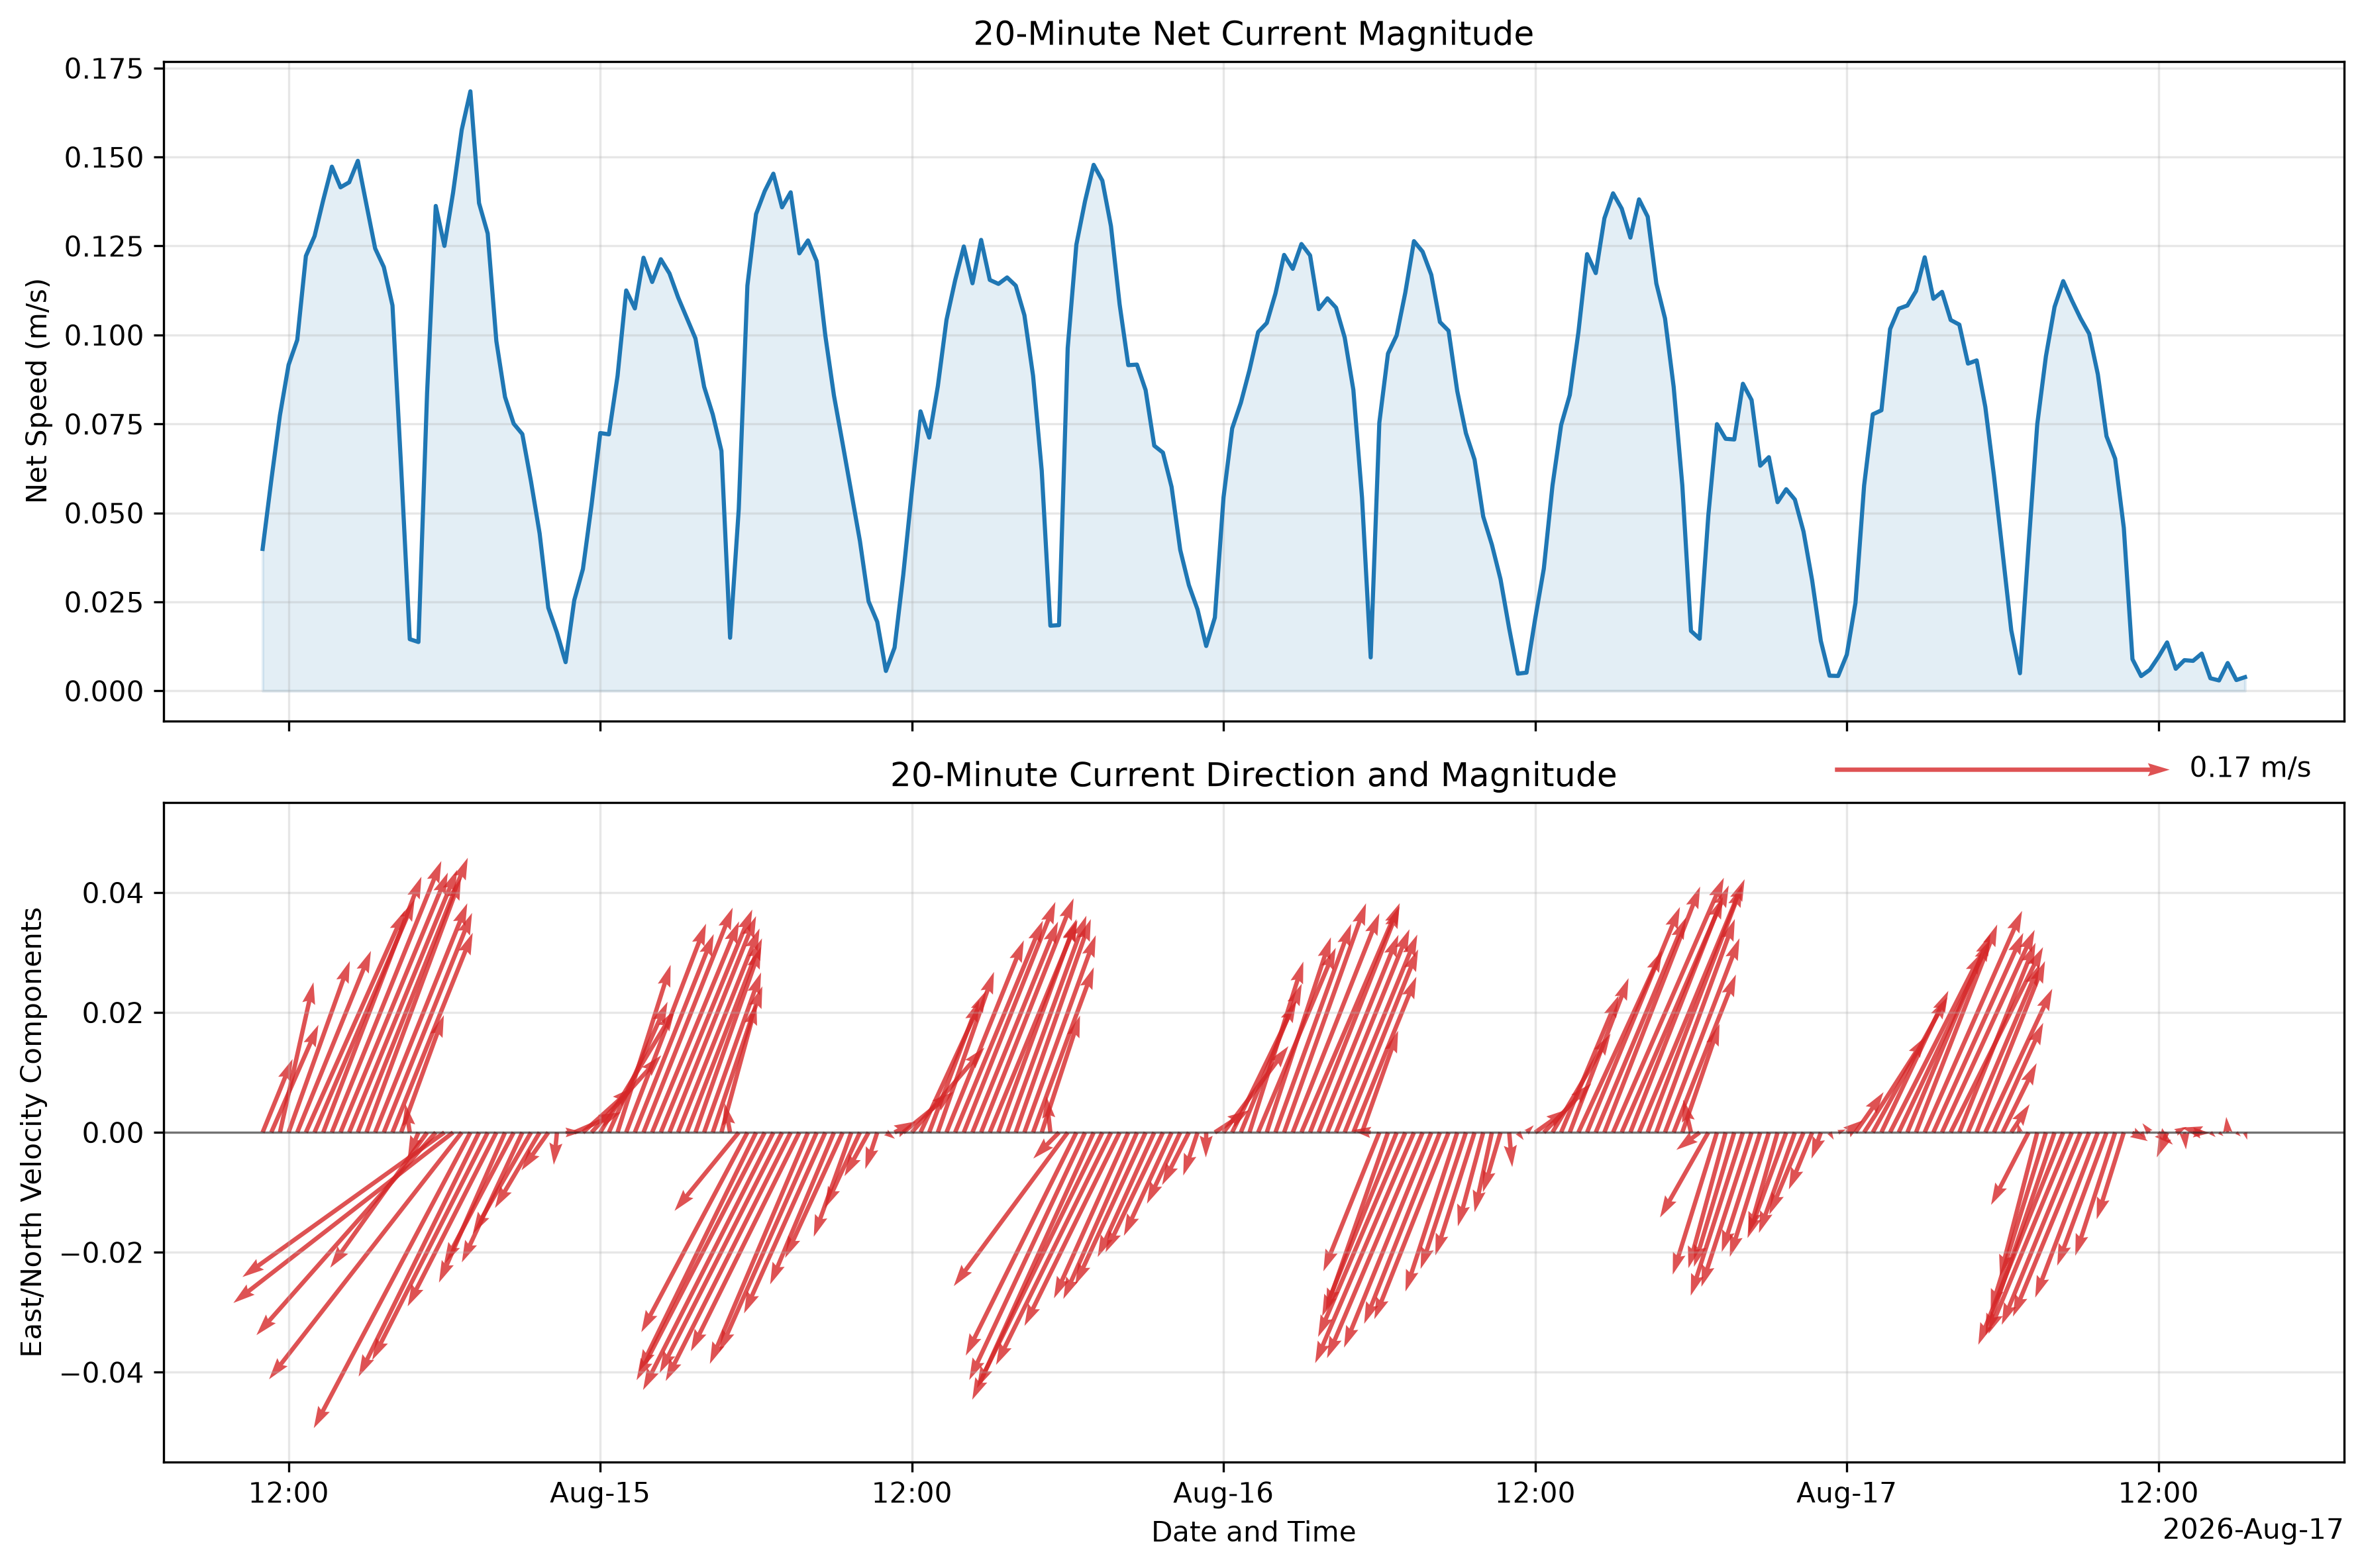 20-Minute Net Current Magnitude
0.175
0.150
0.125
0.100
0.075
0.050
0.025
0.000
Net Speed (m/s)
20-Minute Current Direction and Magnitude
0.17 m/s
0.04
0.02
0.00
−0.02
−0.04
East/North Velocity Components
12:00
Aug-15
12:00
Aug-16
12:00
Aug-17
12:00
Date and Time
2026-Aug-17